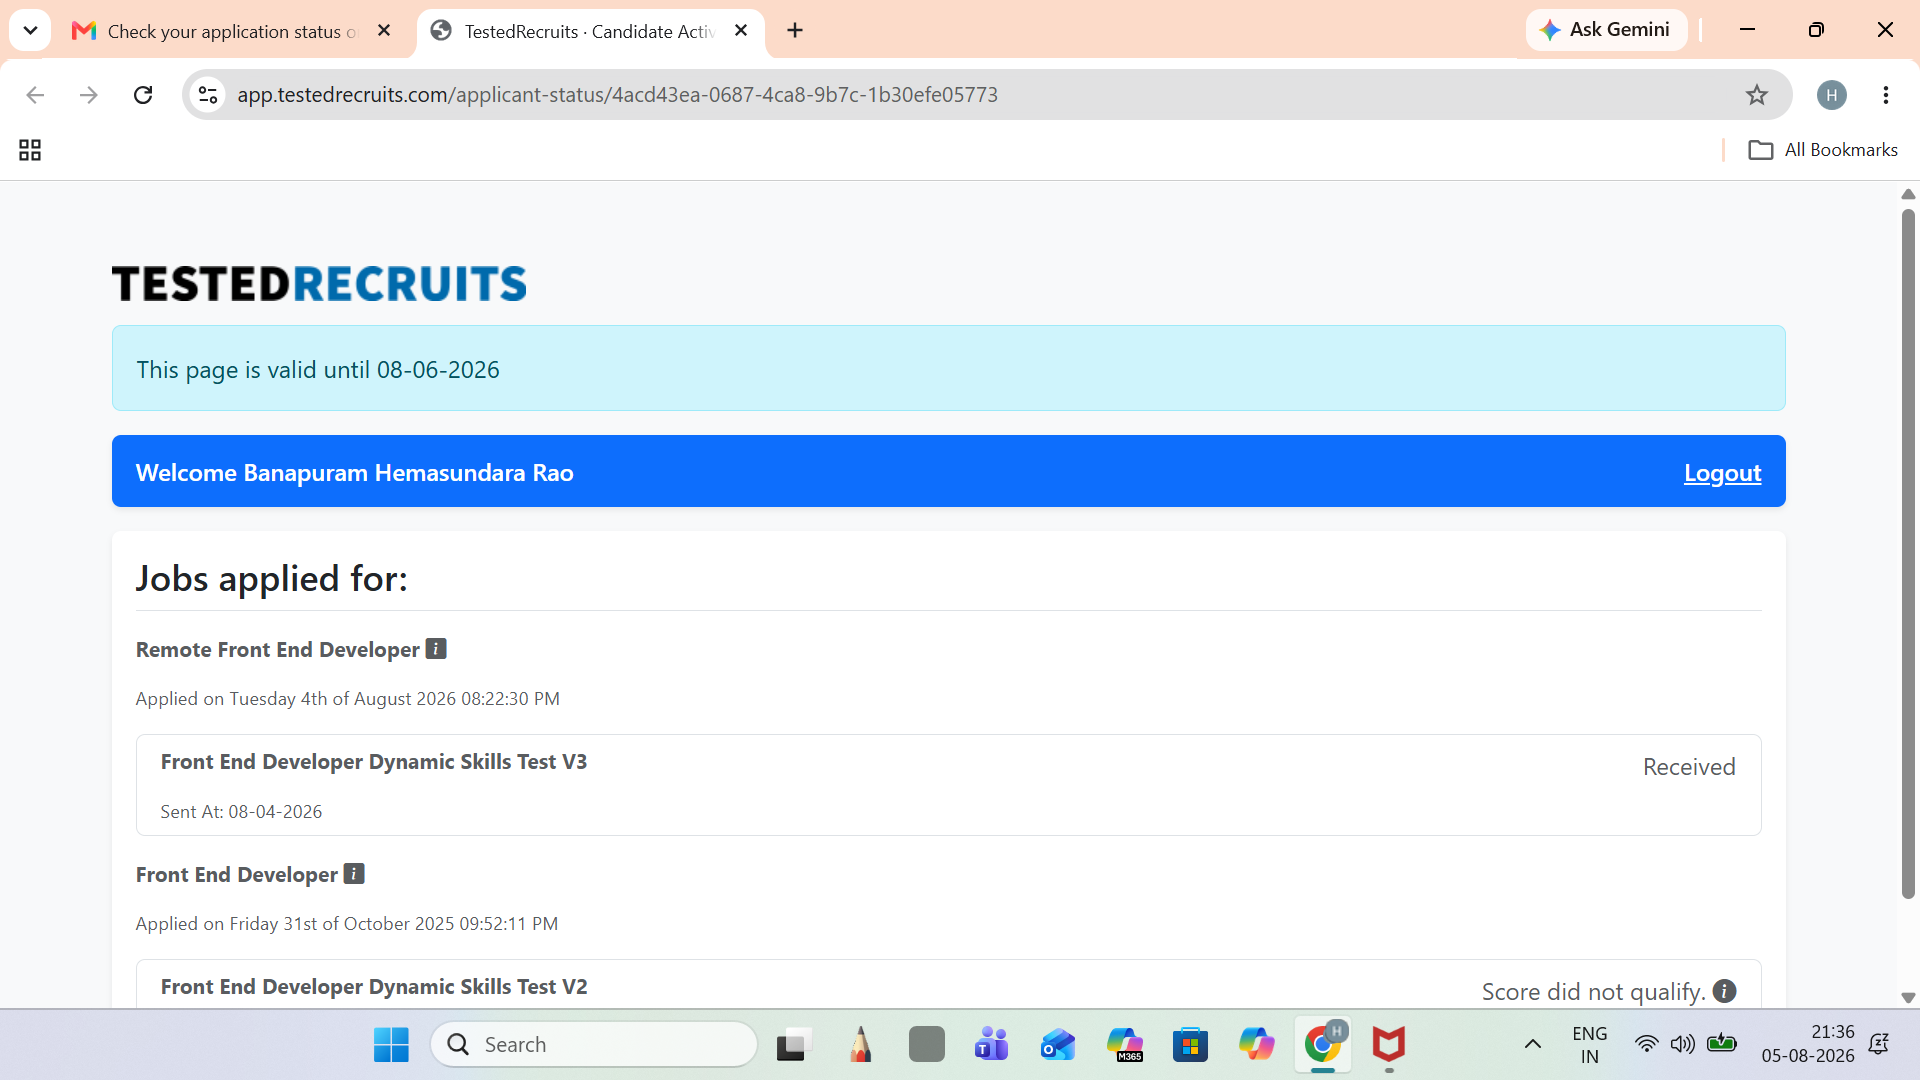 Check your application status o
TestedRecruits · Candidate Activ
Ask Gemini
app.testedrecruits.com/applicant-status/4acd43ea-0687-4ca8-9b7c-1b30efe05773
H
All Bookmarks
TESTEDRECRUITS
This page is valid until 08-06-2026
Welcome Banapuram Hemasundara Rao
Logout
Jobs applied for:
Remote Front End Developer
Applied on Tuesday 4th of August 2026 08:22:30 PM
Front End Developer Dynamic Skills Test V3
Received
Sent At: 08-04-2026
Front End Developer
Applied on Friday 31st of October 2025 09:52:11 PM
Front End Developer Dynamic Skills Test V2
Score did not qualify.
Search
M365
H
ENG
IN
21:36
05-08-2026